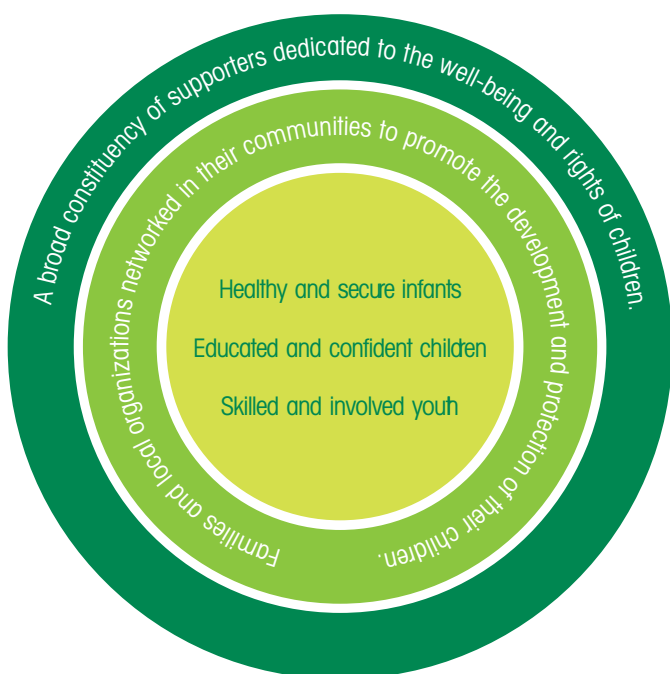 A broad constituency of supporters dedicated to the well-being and rights of children.
Families and local organizations networked in their communities to promote the development and protection of their children.
Healthy and secure infants
Educated and confident children
Skilled and involved youth